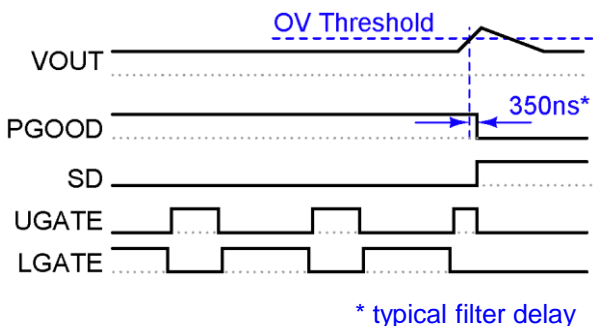 OV Threshold
VOUT
350ns*
PGOOD
SD
UGATE
LGATE
* typical filter delay